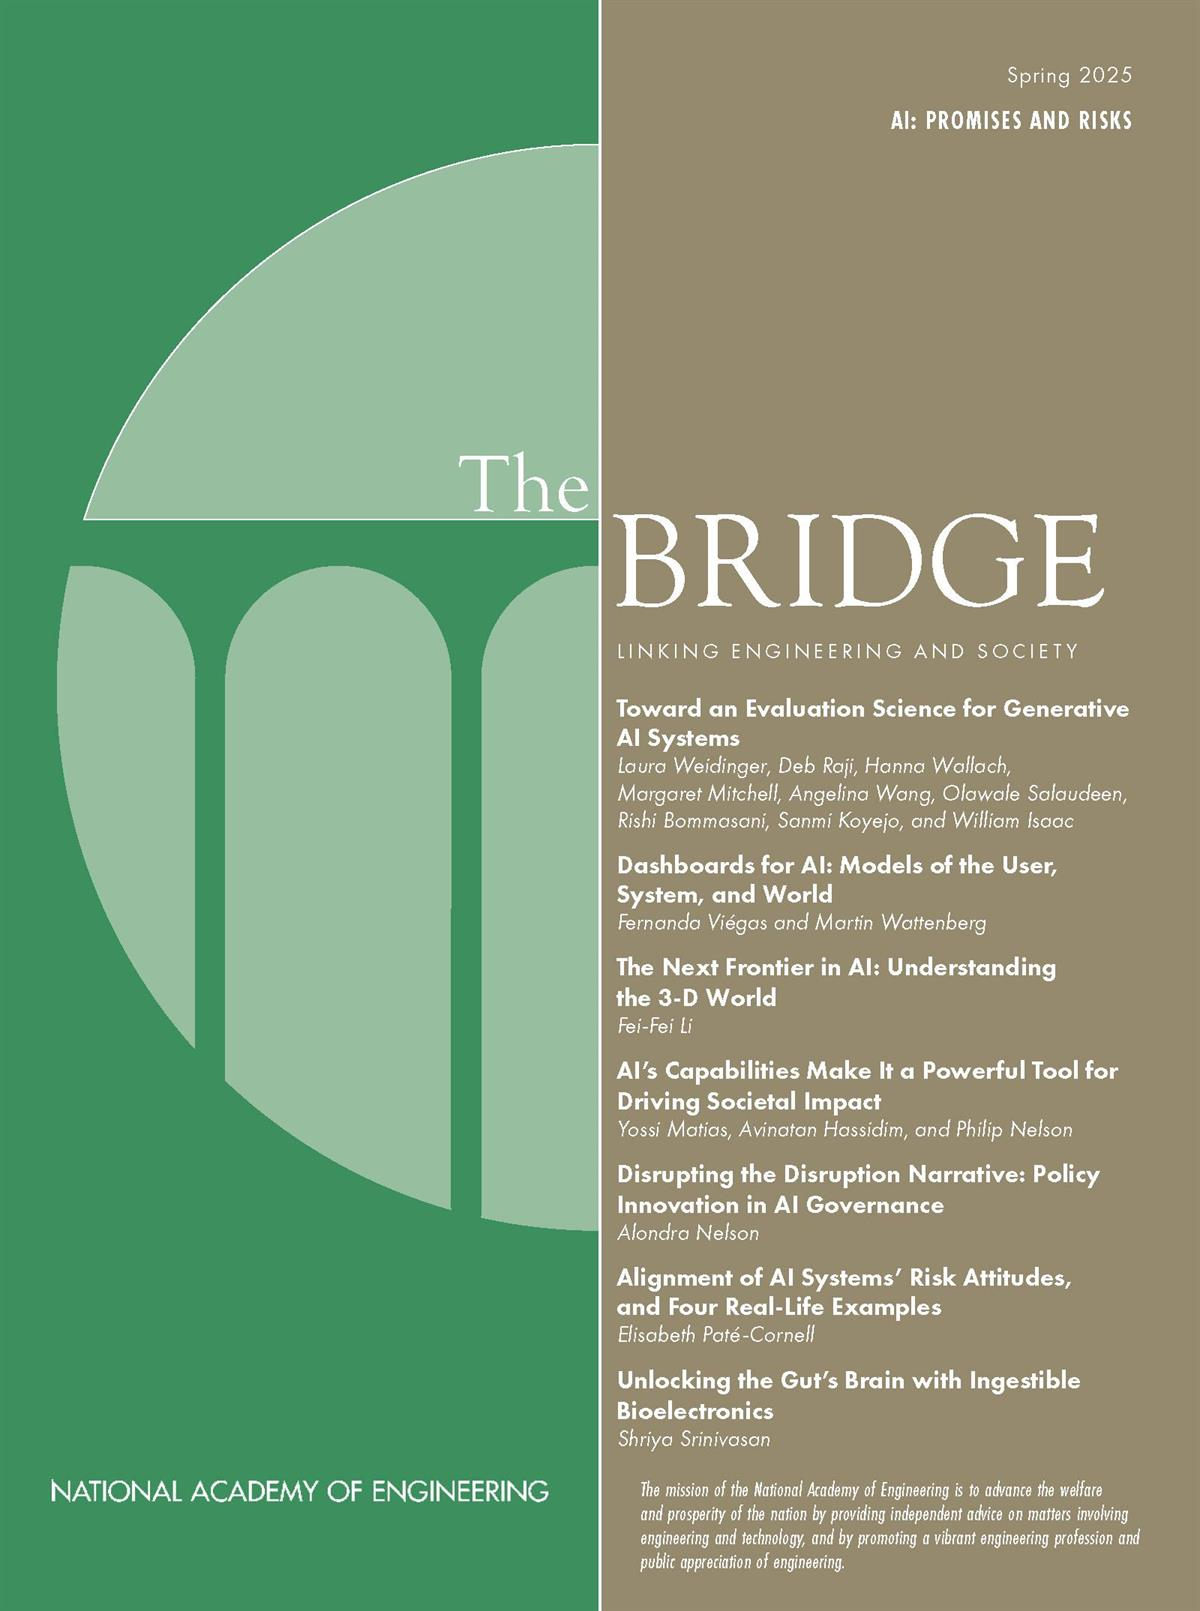 Spring 2025
AI: PROMISES AND RISKS
The
BRIDGE
LINKING ENGINEERING AND SOCIETY
Toward an Evaluation Science for Generative
AI Systems
Laura Weidinger, Deb Raji, Hanna Wallach,
Margaret Mitchell, Angelina Wang, Olawale Salaudeen,
Rishi Bommasani, Sanmi Koyejo, and William Isaac
Dashboards for AI: Models of the User,
System, and World
Fernanda Viégas and Martin Wattenberg
The Next Frontier in AI: Understanding
the 3-D World
Fei-Fei Li
AI’s Capabilities Make It a Powerful Tool for
Driving Societal Impact
Yossi Matias, Avinatan Hassidim, and Philip Nelson
Disrupting the Disruption Narrative: Policy
Innovation in AI Governance
Alondra Nelson
Alignment of AI Systems’ Risk Attitudes,
and Four Real-Life Examples
Elisabeth Paté-Cornell
Unlocking the Gut’s Brain with Ingestible
Bioelectronics
Shriya Srinivasan
NATIONAL ACADEMY OF ENGINEERING
The mission of the National Academy of Engineering is to advance the welfare
and prosperity of the nation by providing independent advice on matters involving
engineering and technology, and by promoting a vibrant engineering profession and
public appreciation of engineering.